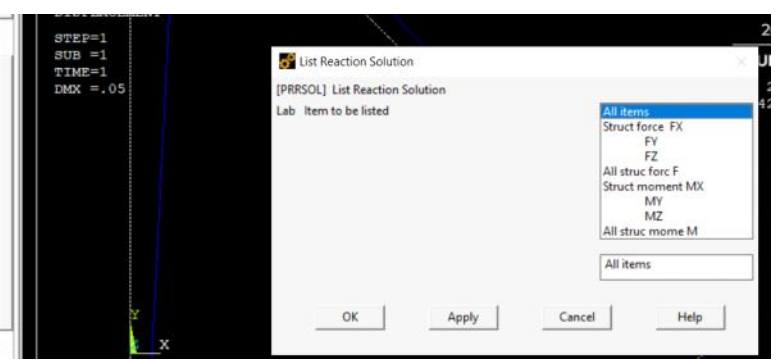 DISPLACEMENT
STEP=1
SUB =1
TIME=1
DMX =.05
List Reaction Solution
[PRRSOL] List Reaction Solution
Lab Item to be listed
All items
Struct force FX
FY
FZ
All struc forc F
Struct moment MX
MY
MZ
All struc mome M
All items
OK
Apply
Cancel
Help
Y
X
2